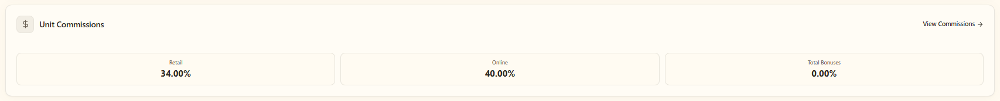 $ Unit Commissions
View Commissions →
Retail
34.00%
Online
40.00%
Total Bonuses
0.00%